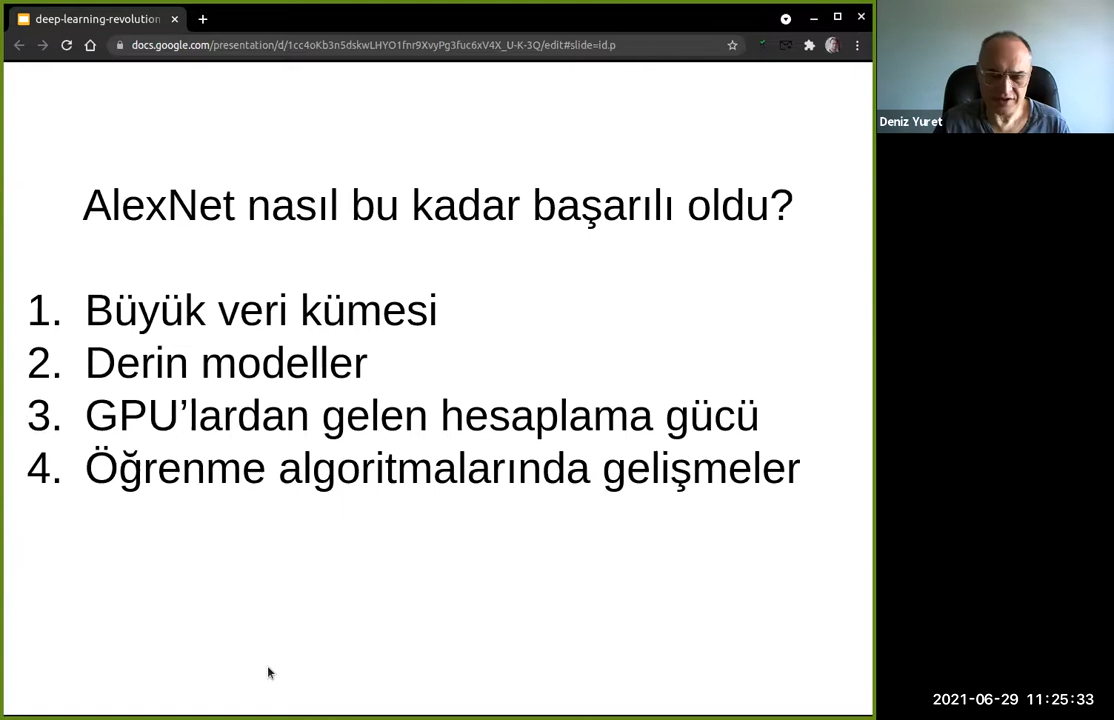 deep-learning-revolution
docs.google.com/presentation/d/1cc4oKb3n5dskwLHYO1fnr9XvyPg3fuc6xV4X_U-K-3Q/edit#slide=id.p
Deniz Yuret
AlexNet nasıl bu kadar başarılı oldu?
1. Büyük veri kümesi
2. Derin modeller
3. GPU’lardan gelen hesaplama gücü
4. Öğrenme algoritmalarında gelişmeler
2021-06-29 11:25:33